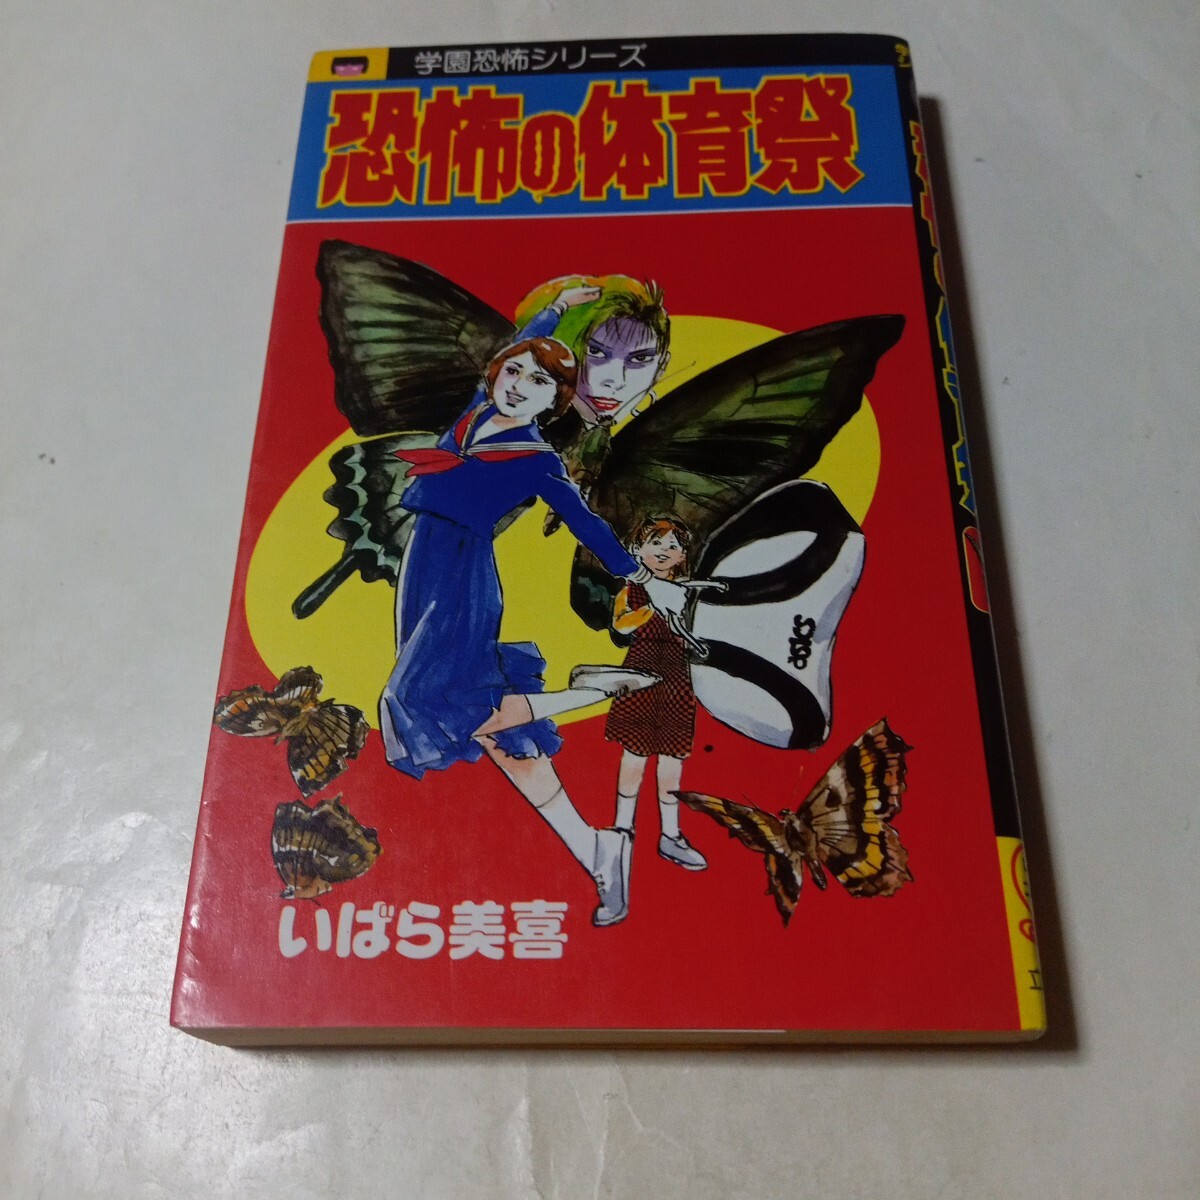 学園恐怖シリーズ
恐怖の体育祭
asics
いばら美喜